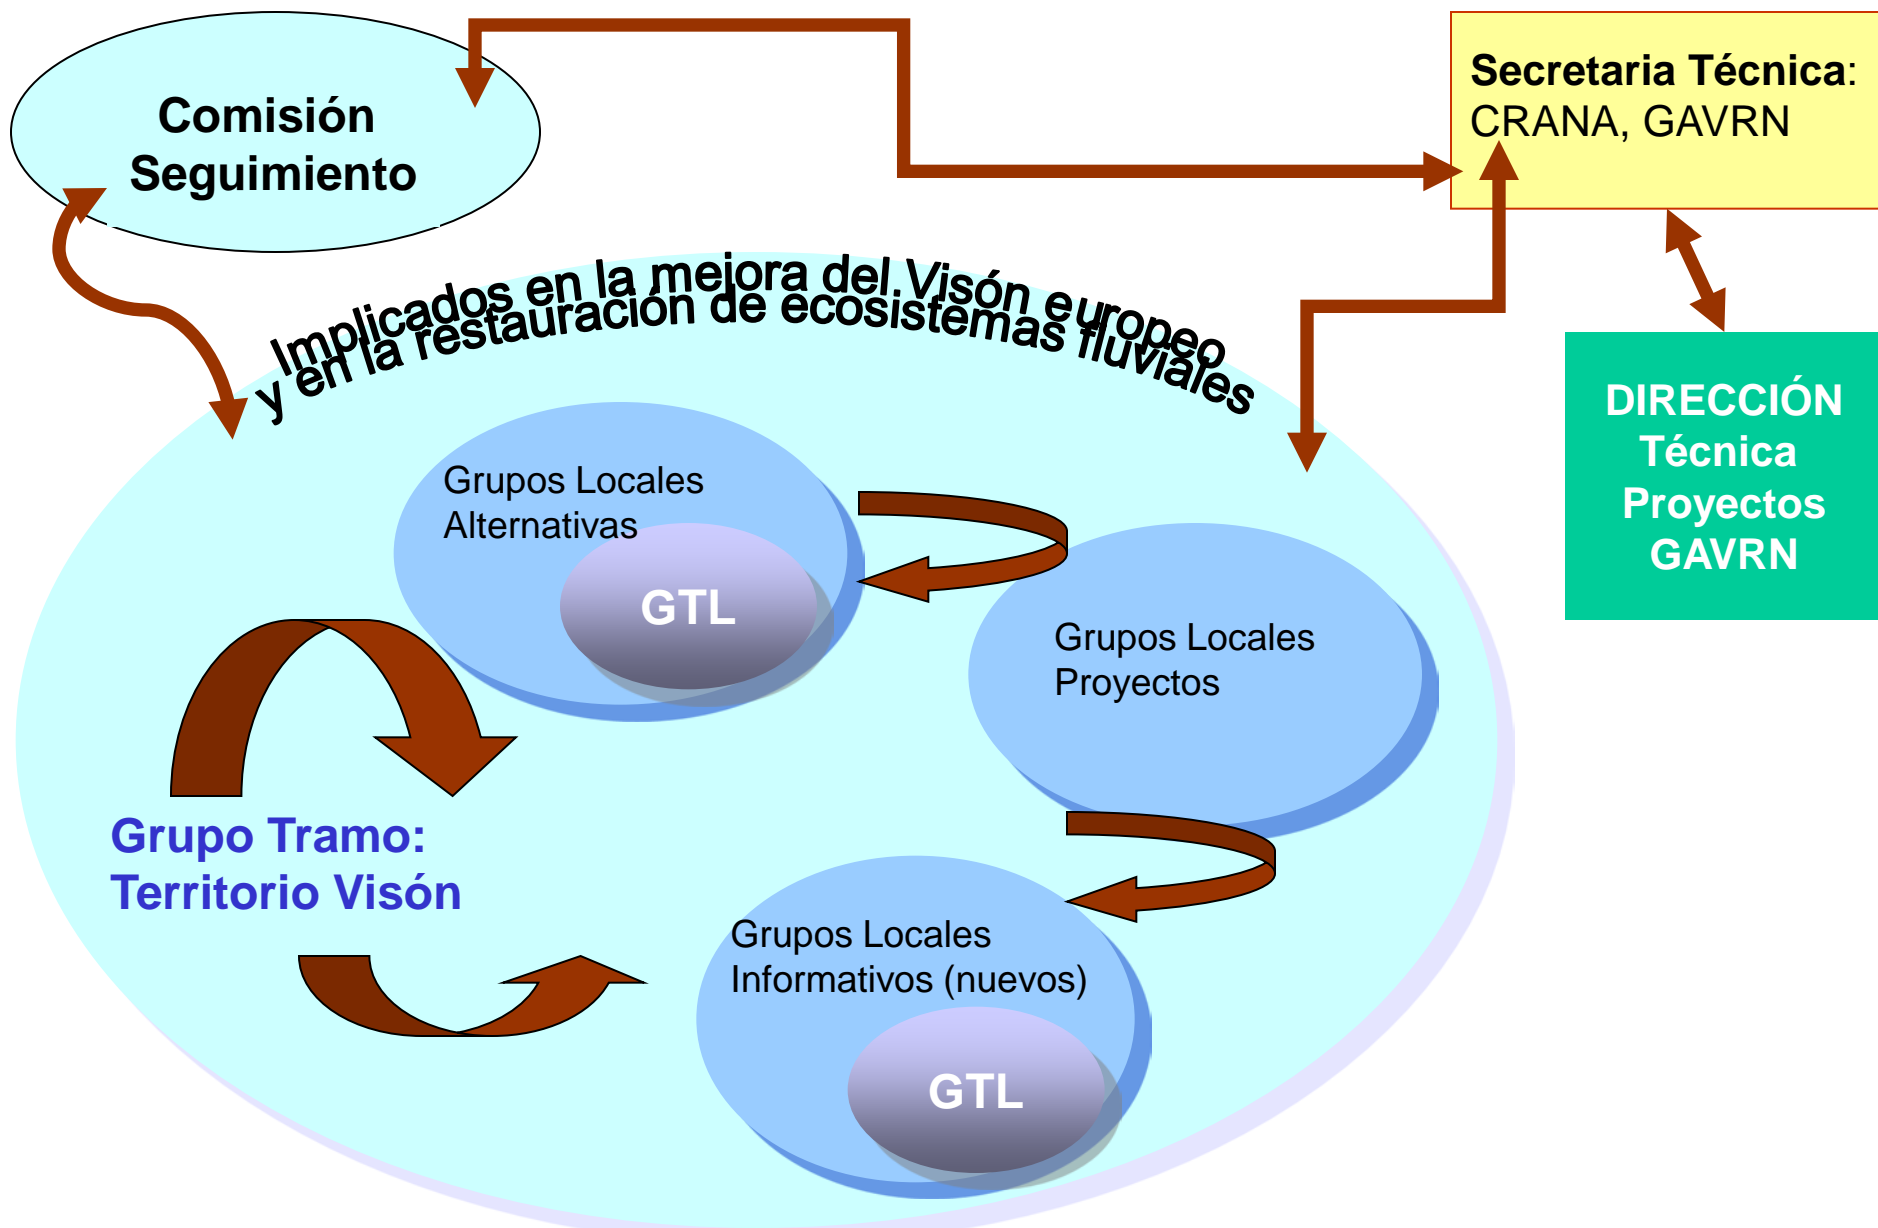 Comisión
Seguimiento
Secretaria Técnica:
CRANA, GAVRN
Implicados en la mejora del Visón europeo
y en la restauración de ecosistemas fluviales
DIRECCIÓN
Técnica
Proyectos
GAVRN
Grupos Locales
Alternativas
GTL
Grupos Locales
Proyectos
Grupo Tramo:
Territorio Visón
Grupos Locales
Informativos (nuevos)
GTL